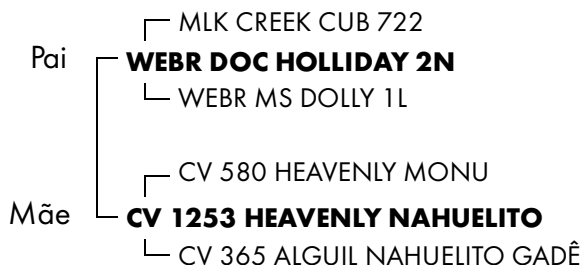 MLK CREEK CUB 722
Pai WEBR DOC HOLLIDAY 2N
WEBR MS DOLLY 1L
CV 580 HEAVENLY MONU
Mãe CV 1253 HEAVENLY NAHUELITO
CV 365 ALGUIL NAHUELITO GADÊ